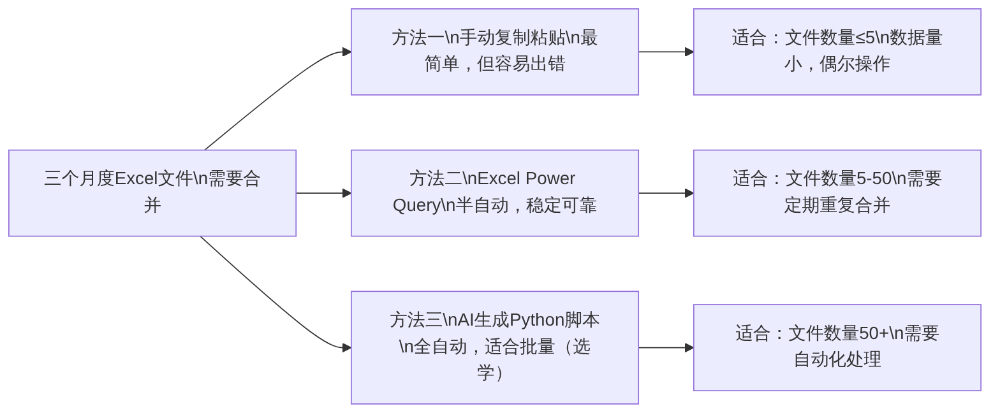 三个月度Excel文件\n需要合
并
方法一\n手动复制粘贴\n最
简单，但容易出错
适合：文件数量≤5\n数据量
小，偶尔操作
方法二\nExcel Power
Query\n半自动，稳定可靠
适合：文件数量5-50\n需要
定期重复合并
方法三\nAI生成Python脚本
\n全自动，适合批量（选
学）
适合：文件数量50+\n需要
自动化处理